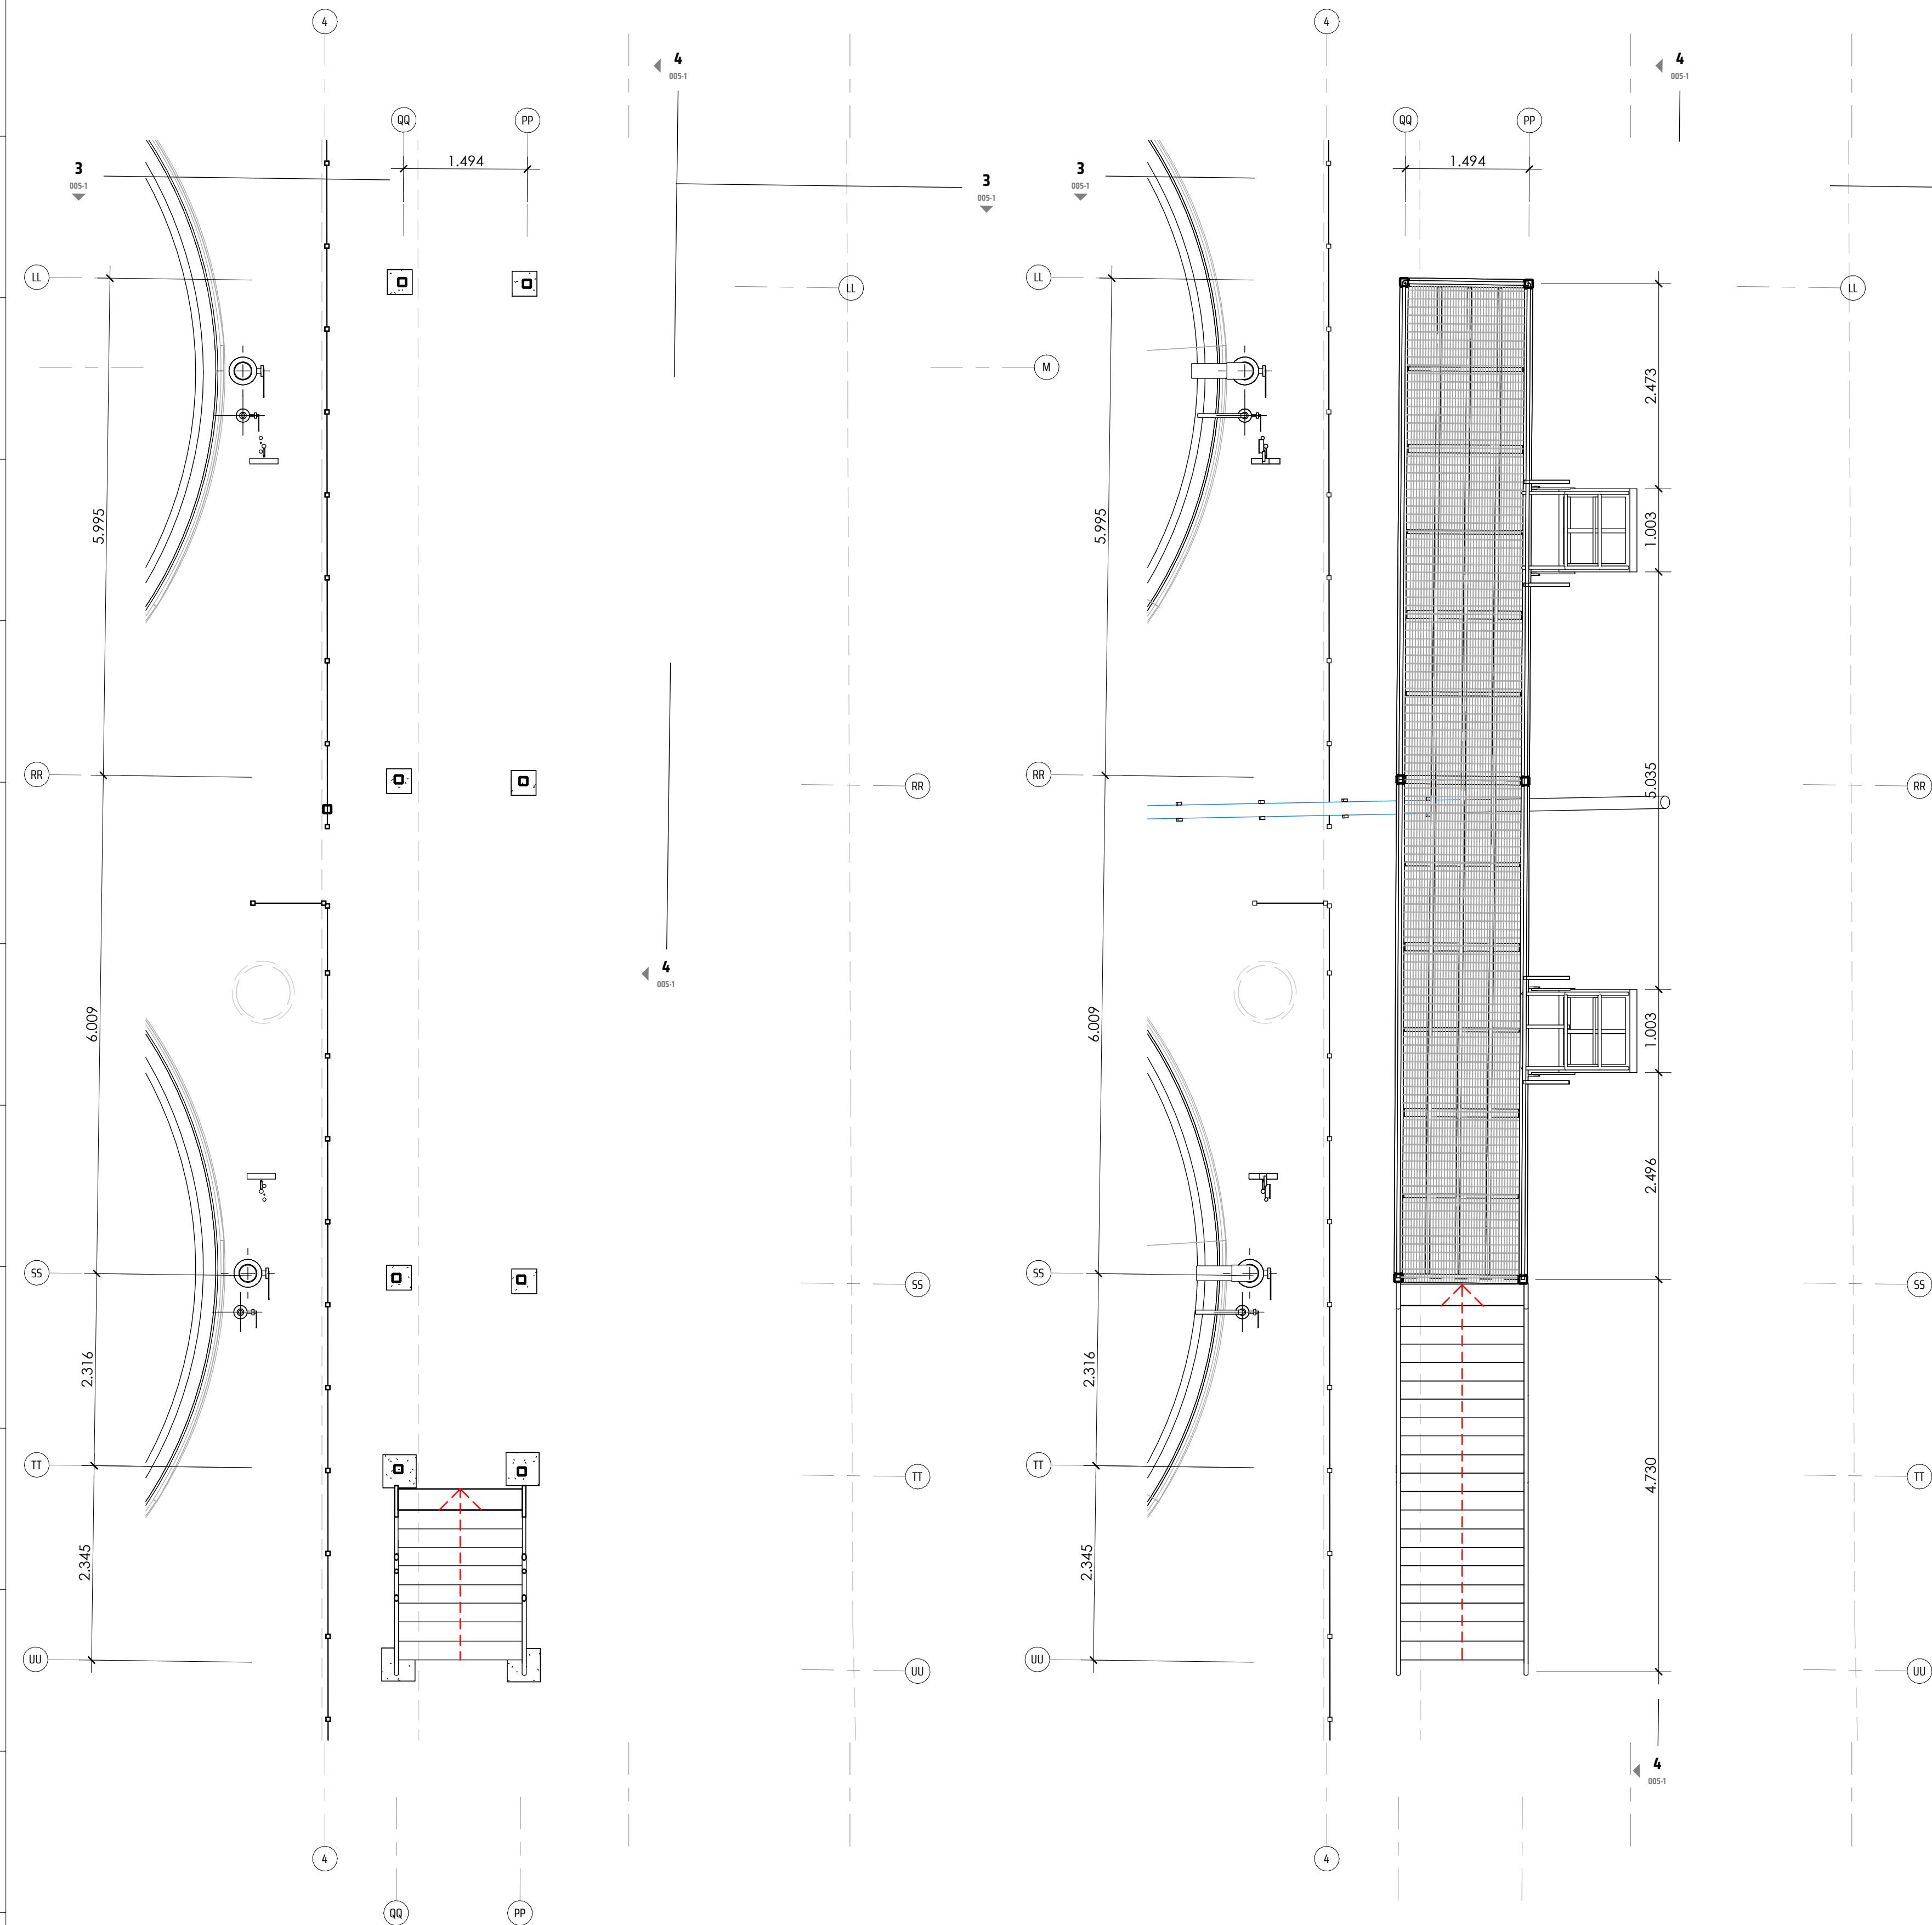 4
4
4
005-1
4
005-1
QQ
PP
QQ
PP
1.494
1.494
3
005-1
3
005-1
3
005-1
LL
LL
LL
LL
M
2.473
5.995
5.995
1.003
RR
RR
RR
RR
5.035
4
005-1
6.009
6.009
1.003
2.496
SS
SS
SS
SS
2.316
2.316
TT
TT
TT
TT
4.730
2.345
2.345
UU
UU
UU
UU
4
005-1
4
4
QQ
PP